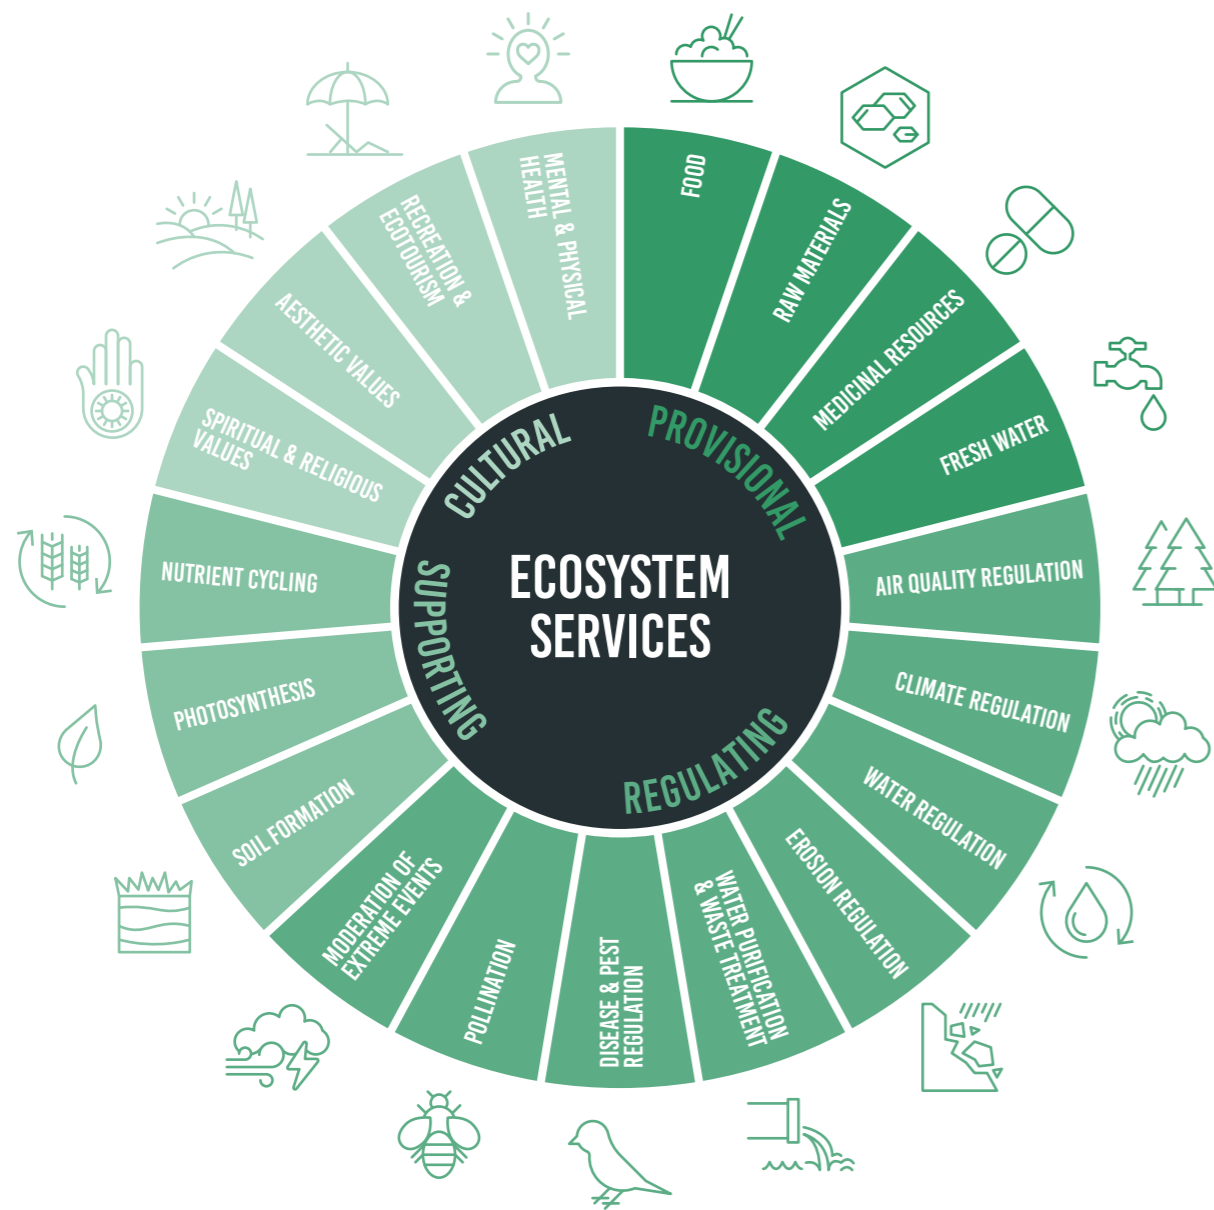 ECOSYSTEM
SERVICES
PROVISIONAL
FOOD
RAW MATERIALS
MEDICINAL RESOURCES
FRESH WATER
REGULATING
AIR QUALITY REGULATION
CLIMATE REGULATION
WATER REGULATION
EROSION REGULATION
WATER PURIFICATION
& WASTE TREATMENT
DISEASE & PEST
REGULATION
POLLINATION
MODERATION OF
EXTREME EVENTS
SUPPORTING
SOIL FORMATION
PHOTOSYNTHESIS
NUTRIENT CYCLING
CULTURAL
SPIRITUAL & RELIGIOUS
VALUES
AESTHETIC VALUES
RECREATION &
ECOTOURISM
MENTAL & PHYSICAL
HEALTH